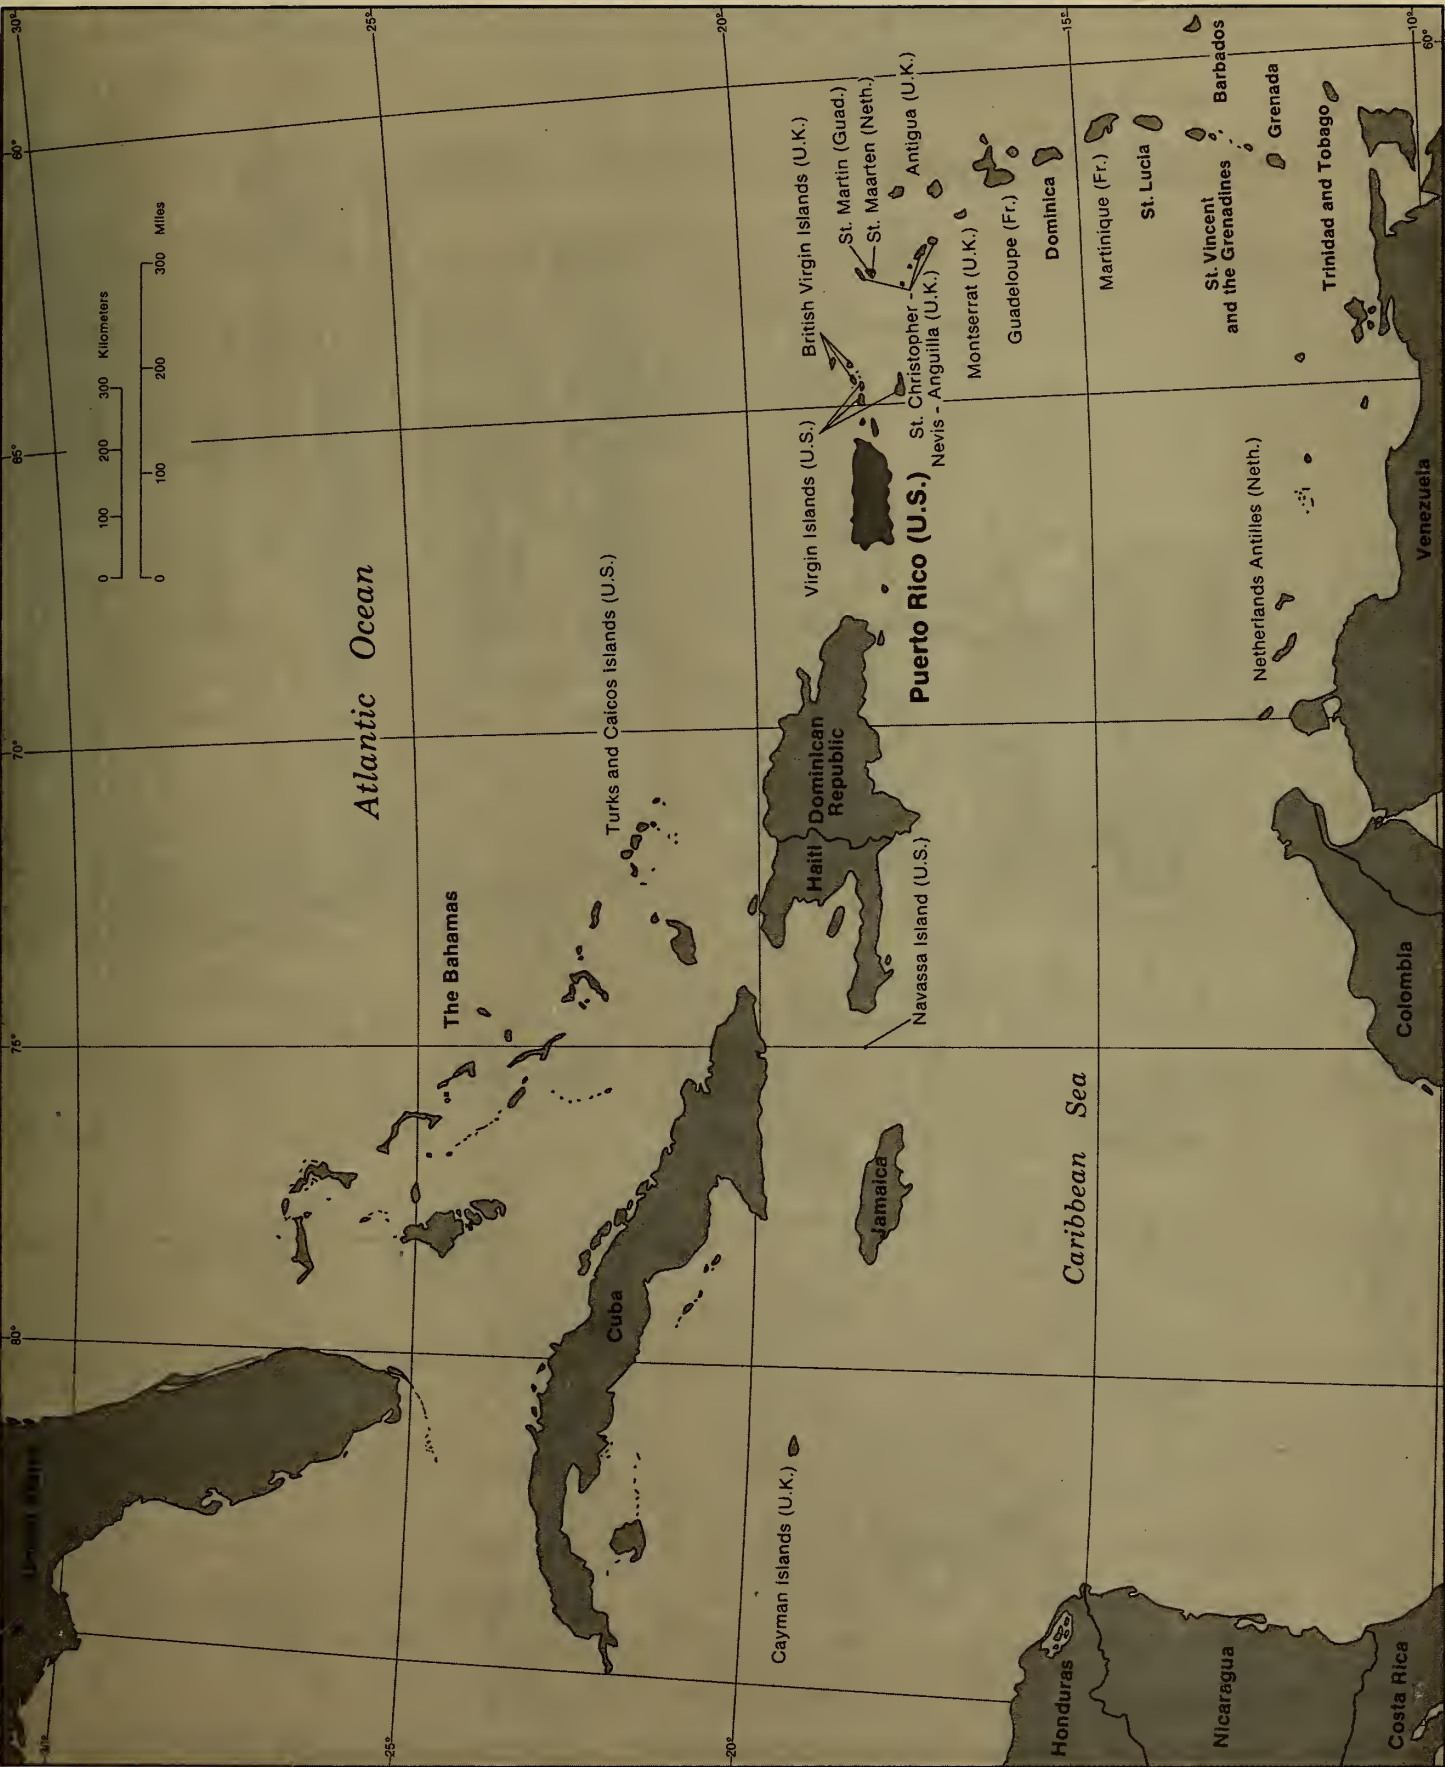 30°
25°
20°
15°
10°
60°
60°
65°
70°
75°
80°
25°
20°
0 100 200 300 Kilometers
0 100 200 300 Miles
Atlantic Ocean
The Bahamas
Turks and Caicos Islands (U.S.)
Cuba
Cayman Islands (U.K.)
Jamaica
Navassa Island (U.S.)
Haiti
Dominican
Republic
Puerto Rico (U.S.)
Virgin Islands (U.S.)
British Virgin Islands (U.K.)
St. Martin (Guad.)
St. Maarten (Neth.)
Antigua (U.K.)
St. Christopher -
Nevis - Anguilla (U.K.)
Montserrat (U.K.)
Guadeloupe (Fr.)
Dominica
Martinique (Fr.)
St. Lucia
St. Vincent
and the Grenadines
Barbados
Grenada
Trinidad and Tobago
Netherlands Antilles (Neth.)
Caribbean Sea
Venezuela
Colombia
Honduras
Nicaragua
Costa Rica